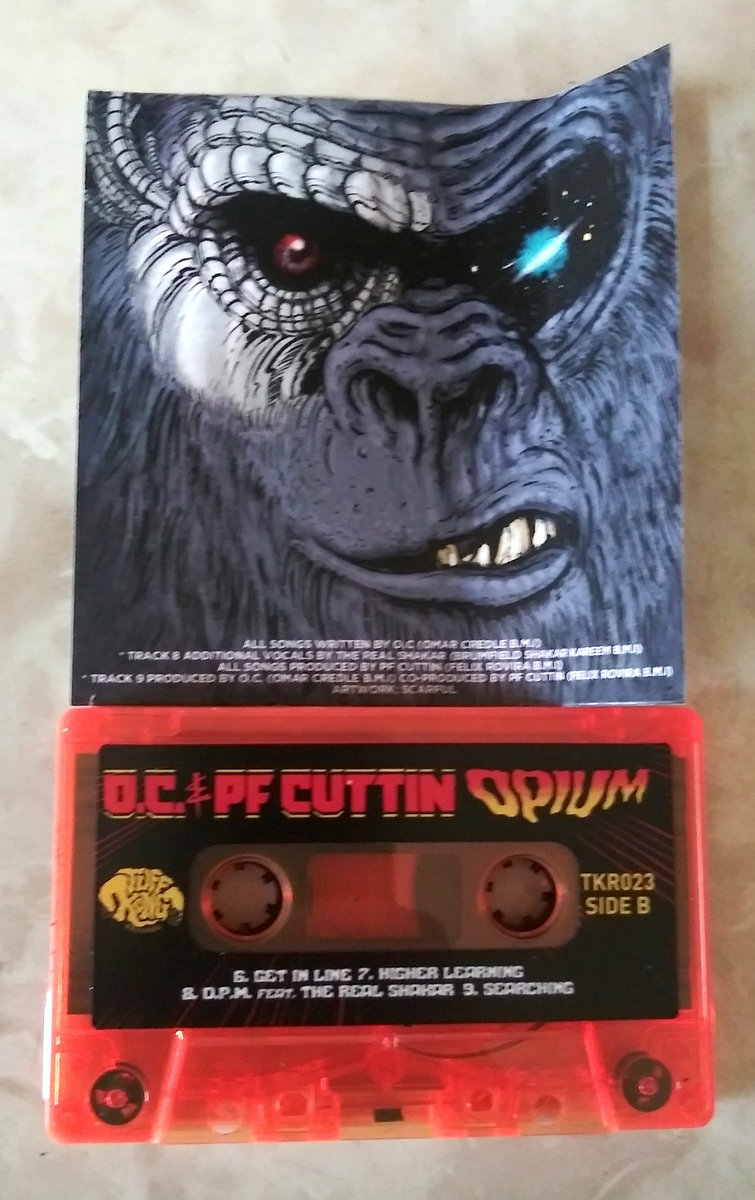 ALL SONGS WRITTEN BY O.C (OMAR CREDLE B.M.I)
* TRACK 8 ADDITIONAL VOCALS BY THE REAL SHAKAR (BRUMFIELD SHAKAR KAREEM B.M.I)
ALL SONGS PRODUCED BY PF CUTTIN (FELIX ROVIRA B.M.I)
* TRACK 9 PRODUCED BY O.C. (OMAR CREDLE B.M.I) CO-PRODUCED BY PF CUTTIN (FELIX ROVIRA B.M.I)
ARTWORK: SCARFUL
O.C. & PF CUTTIN OPIUM
TUFF KONG
TKR023
SIDE B
6. GET IN LINE 7. HIGHER LEARNING
8. O.P.M. FEAT. THE REAL SHAKAR 9. SEARCHING